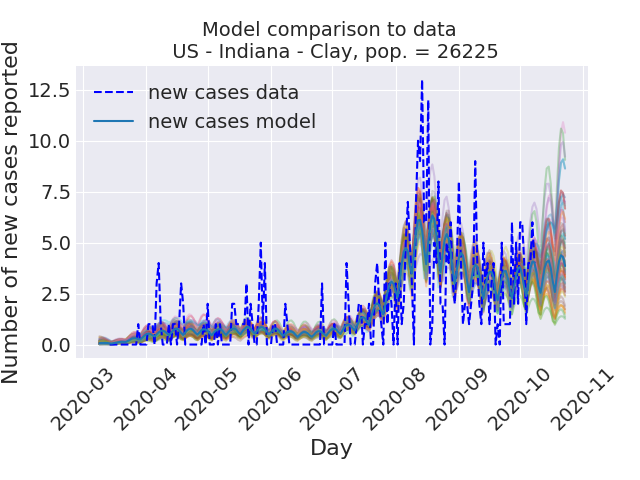 Model comparison to data
US - Indiana - Clay, pop. = 26225
new cases data
new cases model
Number of new cases reported
12.5
10.0
7.5
5.0
2.5
0.0
2020-03
2020-04
2020-05
2020-06
2020-07
2020-08
2020-09
2020-10
2020-11
Day